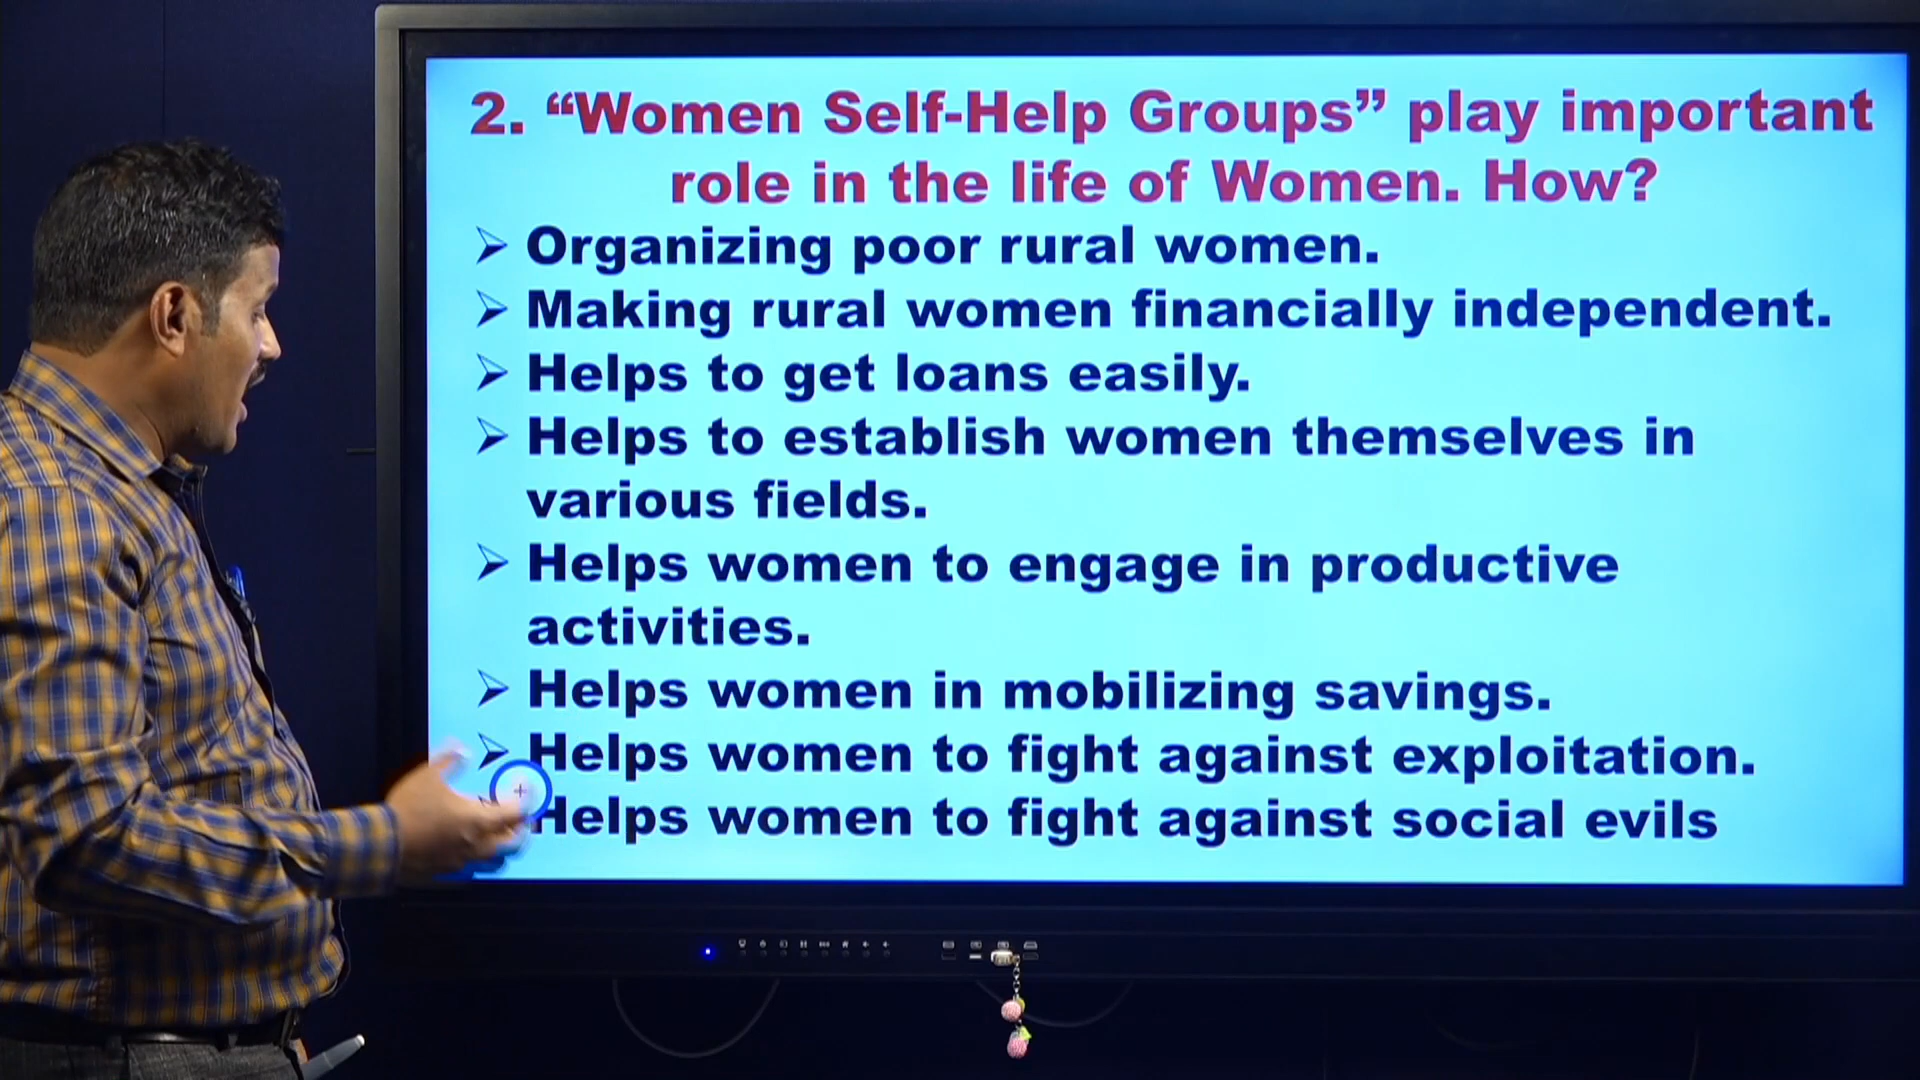 2. “Women Self-Help Groups” play important
role in the life of Women. How?
➢ Organizing poor rural women.
➢ Making rural women financially independent.
➢ Helps to get loans easily.
➢ Helps to establish women themselves in
various fields.
➢ Helps women to engage in productive
activities.
➢ Helps women in mobilizing savings.
➢ Helps women to fight against exploitation.
➢ Helps women to fight against social evils